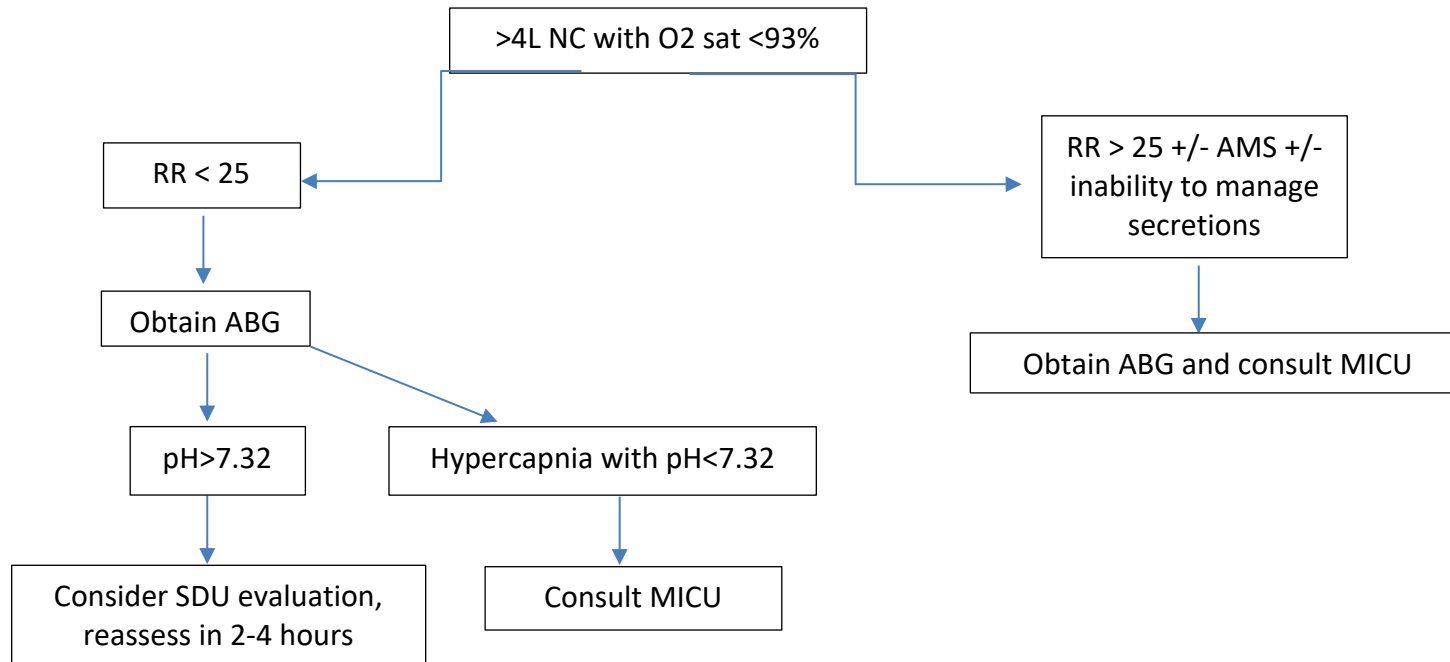 >4L NC with O2 sat <93%
RR < 25
RR > 25 +/- AMS +/-
inability to manage
secretions
Obtain ABG
Obtain ABG and consult MICU
pH>7.32
Hypercapnia with pH<7.32
Consider SDU evaluation,
reassess in 2-4 hours
Consult MICU